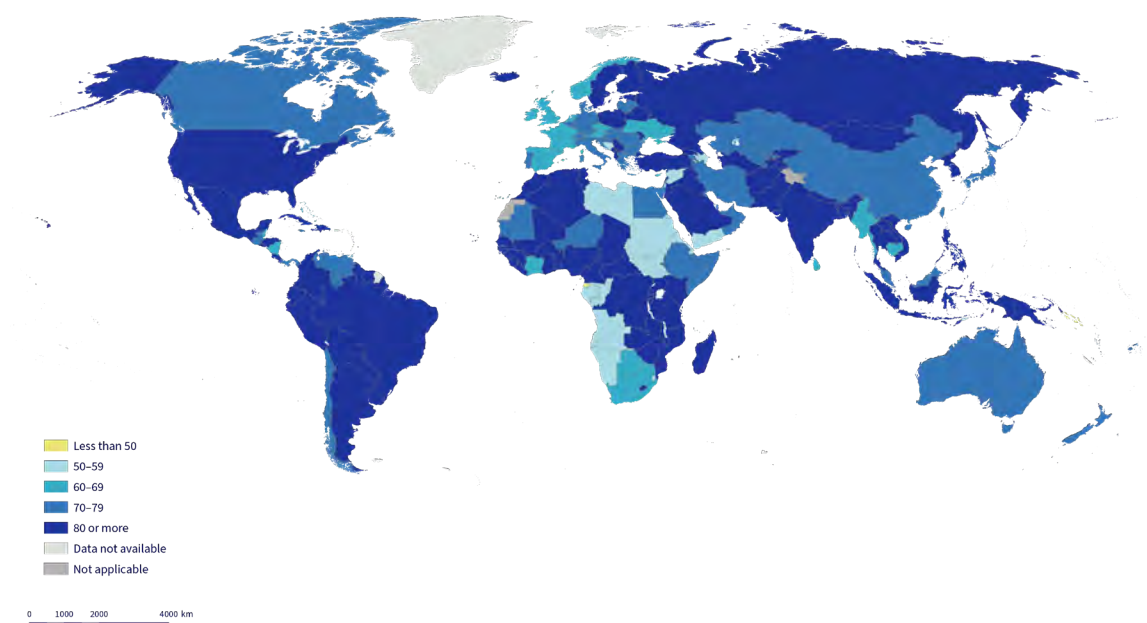 Less than 50
50–59
60–69
70–79
80 or more
Data not available
Not applicable
0 1000 2000 4000 km